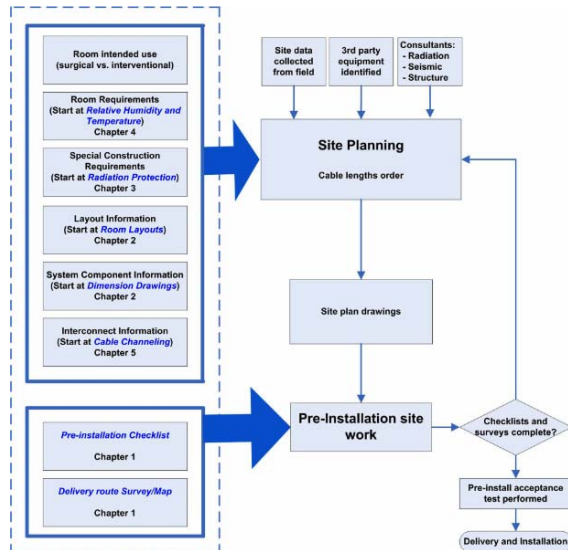 Room intended use
(surgical vs. interventional)
Room Requirements
(Start at Relative Humidity and
Temperature)
Chapter 4
Special Construction
Requirements
(Start at Radiation Protection)
Chapter 3
Layout Information
(Start at Room Layouts)
Chapter 2
System Component Information
(Start at Dimension Drawings)
Chapter 2
Interconnect Information
(Start at Cable Channeling)
Chapter 5
Pre-installation Checklist
Chapter 1
Delivery route Survey/Map
Chapter 1
Site data
collected
from field
3rd party
equipment
identified
Consultants:
- Radiation
- Seismic
- Structure
Site Planning
Cable lengths order
Site plan drawings
Pre-Installation site
work
Checklists and
surveys complete?
Pre-install acceptance
test performed
Delivery and Installation